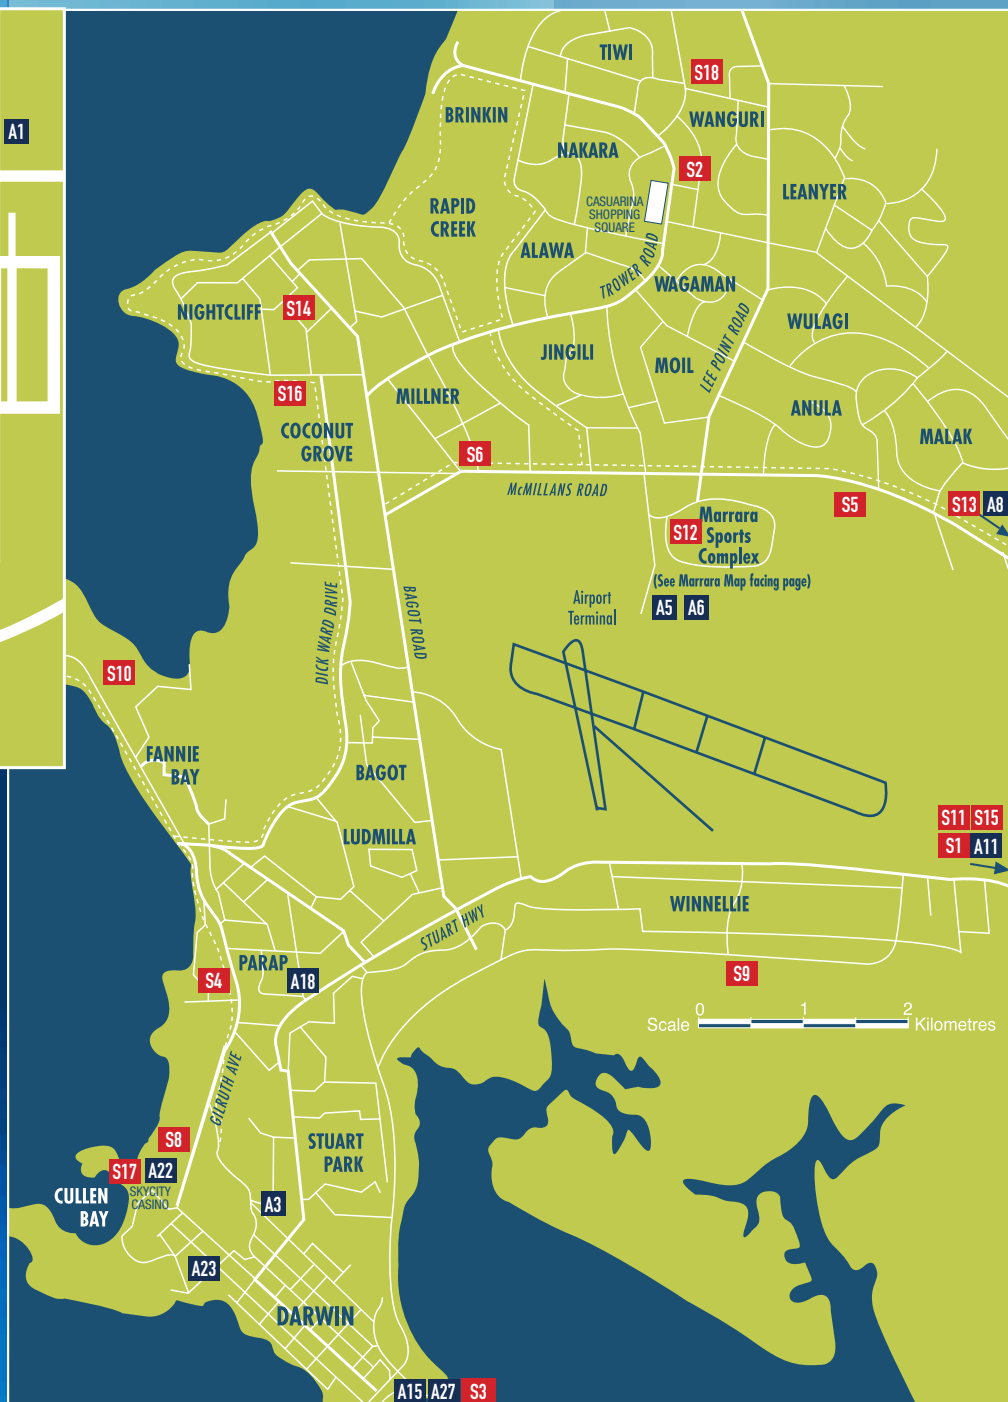 A1
TIWI
S18
BRINKIN
WANGURI
NAKARA
S2
LEANYER
CASUARINA
SHOPPING
SQUARE
RAPID
CREEK
ALAWA
TROWER ROAD
WAGAMAN
NIGHTCLIFF
S14
WULAGI
LEE POINT ROAD
JINGILI
MOIL
S16
MILLNER
ANULA
COCONUT
GROVE
MALAK
S6
McMILLANS ROAD
S5
S13
A8
S12
Marrara
Sports
Complex
(See Marrara Map facing page)
A5
A6
Airport
Terminal
DICK WARD DRIVE
BAGOT ROAD
S10
FANNIE
BAY
BAGOT
LUDMILLA
S11
S15
S1
A11
WINNELLIE
STUART HWY
PARAP
S4
A18
S9
0
1
2
Scale
Kilometres
GILRUTH AVE
S8
STUART
PARK
S17
A22
SKYCITY
CASINO
CULLEN
BAY
A3
A23
DARWIN
A15
A27
S3